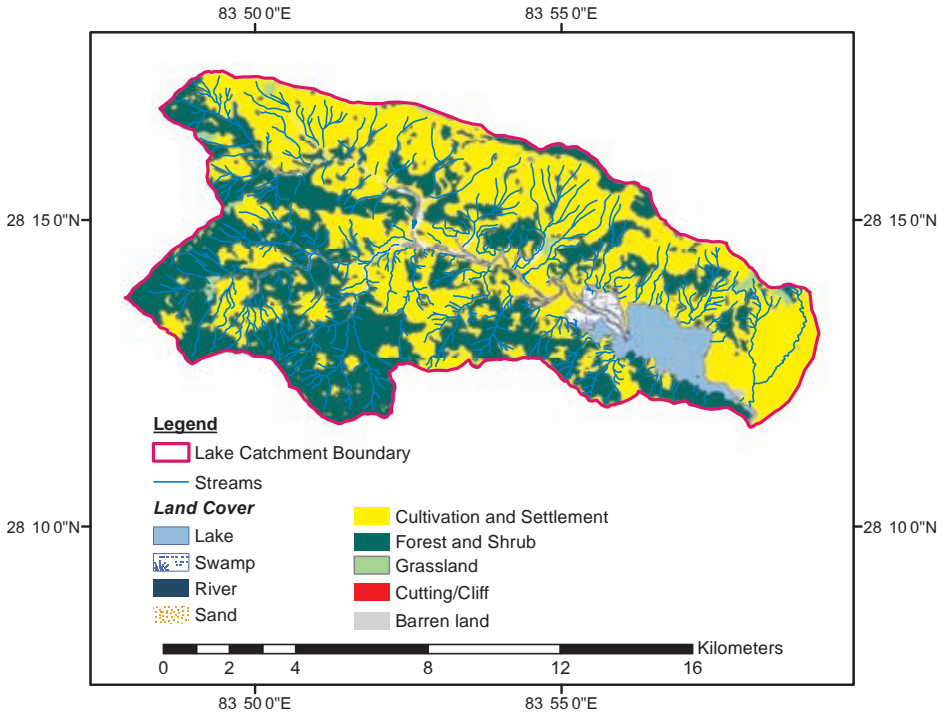 83 50 0"E 83 55 0"E
28 15 0"N 28 15 0"N
Legend
Lake Catchment Boundary
Streams
Land Cover
Lake
Swamp
River
Sand
Cultivation and Settlement
Forest and Shrub
Grassland
Cutting/Cliff
Barren land
28 10 0"N 28 10 0"N
Kilometers
0 2 4 8 12 16
83 50 0"E 83 55 0"E